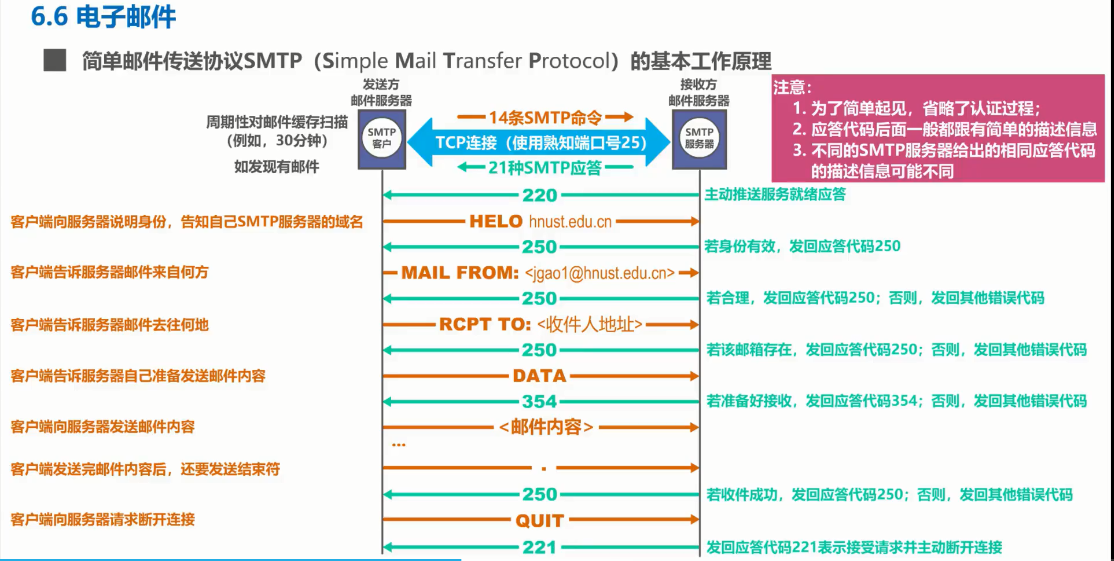 6.6 电子邮件
简单邮件传送协议SMTP（Simple Mail Transfer Protocol）的基本工作原理
发送方
邮件服务器
接收方
邮件服务器
注意：
1. 为了简单起见，省略了认证过程；
2. 应答代码后面一般都跟有简单的描述信息
3. 不同的SMTP服务器给出的相同应答代码
的描述信息可能不同
周期性对邮件缓存扫描
（例如，30分钟）
如发现有邮件
SMTP
客户
14条SMTP命令
TCP连接（使用熟知端口号25）
21种SMTP应答
SMTP
服务器
220
主动推送服务就绪应答
客户端向服务器说明身份，告知自己SMTP服务器的域名
HELO hnust.edu.cn
250
若身份有效，发回应答代码250
客户端告诉服务器邮件来自何方
MAIL FROM: <jgao1@hnust.edu.cn>
250
若合理，发回应答代码250；否则，发回其他错误代码
客户端告诉服务器邮件去往何地
RCPT TO: <收件人地址>
250
若该邮箱存在，发回应答代码250；否则，发回其他错误代码
客户端告诉服务器自己准备发送邮件内容
DATA
354
若准备好接收，发回应答代码354；否则，发回其他错误代码
客户端向服务器发送邮件内容
<邮件内容>
...
客户端发送完邮件内容后，还要发送结束符
.
250
若收件成功，发回应答代码250；否则，发回其他错误代码
客户端向服务器请求断开连接
QUIT
221
发回应答代码221表示接受请求并主动断开连接